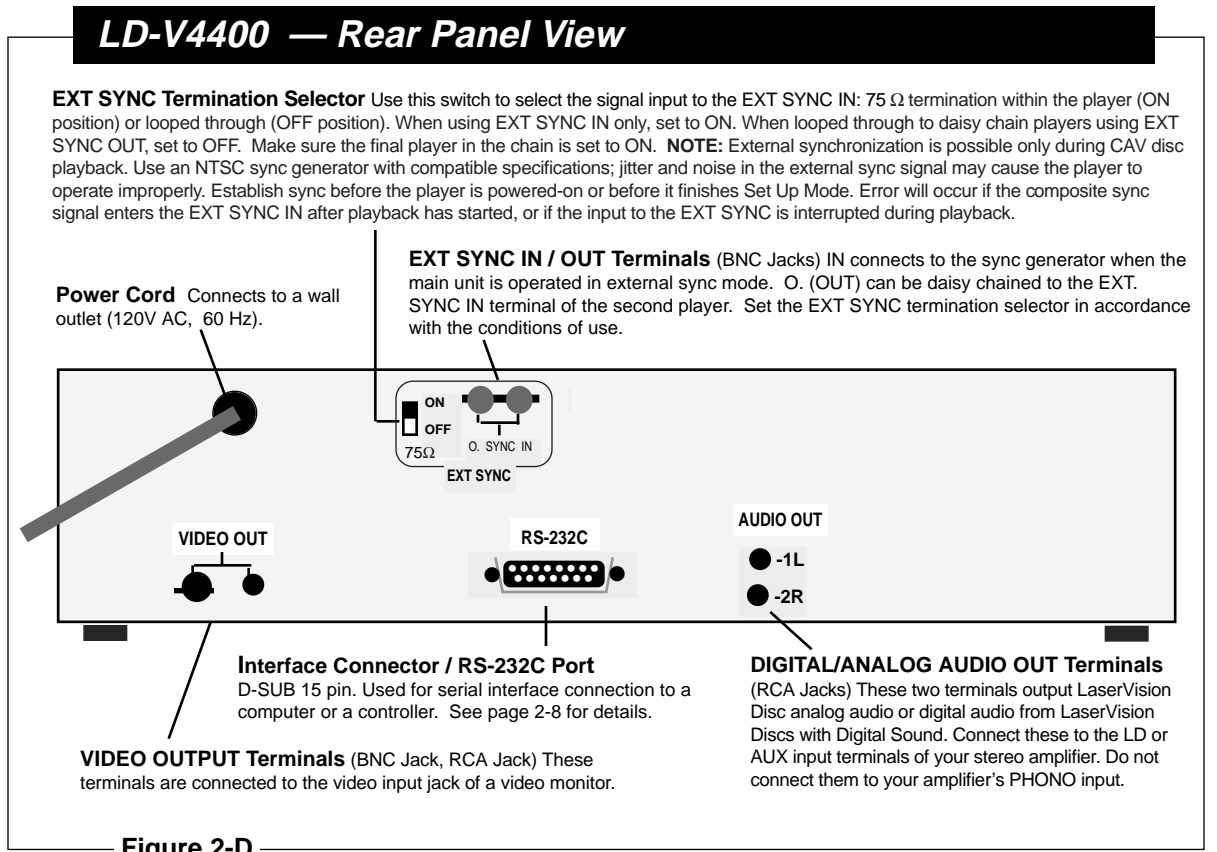 LD-V4400 — Rear Panel View
EXT SYNC Termination Selector Use this switch to select the signal input to the EXT SYNC IN: 75 Ω termination within the player (ON
position) or looped through (OFF position). When using EXT SYNC IN only, set to ON. When looped through to daisy chain players using EXT
SYNC OUT, set to OFF. Make sure the final player in the chain is set to ON. NOTE: External synchronization is possible only during CAV disc
playback. Use an NTSC sync generator with compatible specifications; jitter and noise in the external sync signal may cause the player to
operate improperly. Establish sync before the player is powered-on or before it finishes Set Up Mode. Error will occur if the composite sync
signal enters the EXT SYNC IN after playback has started, or if the input to the EXT SYNC is interrupted during playback.
EXT SYNC IN / OUT Terminals (BNC Jacks) IN connects to the sync generator when the
main unit is operated in external sync mode. O. (OUT) can be daisy chained to the EXT.
SYNC IN terminal of the second player. Set the EXT SYNC termination selector in accordance
with the conditions of use.
Power Cord Connects to a wall
outlet (120V AC, 60 Hz).
ON
OFF
75Ω
O. SYNC IN
EXT SYNC
VIDEO OUT
RS-232C
AUDIO OUT
-1L
-2R
Interface Connector / RS-232C Port
D-SUB 15 pin. Used for serial interface connection to a
computer or a controller. See page 2-8 for details.
DIGITAL/ANALOG AUDIO OUT Terminals
(RCA Jacks) These two terminals output LaserVision
Disc analog audio or digital audio from LaserVision
Discs with Digital Sound. Connect these to the LD or
AUX input terminals of your stereo amplifier. Do not
connect them to your amplifier's PHONO input.
VIDEO OUTPUT Terminals (BNC Jack, RCA Jack) These
terminals are connected to the video input jack of a video monitor.
Figure 2-D